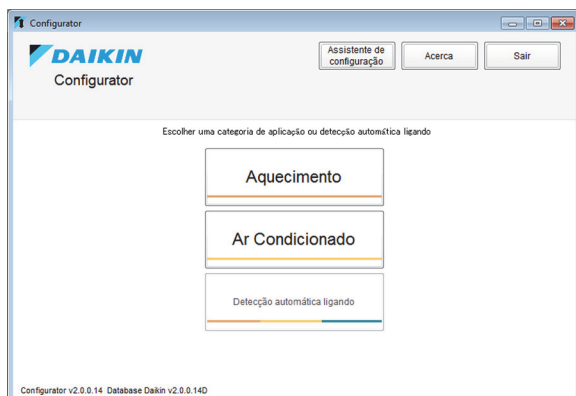 Configurator
DAIKIN
Configurator
Assistente de
configuração
Acerca
Sair
Escolher uma categoria de aplicação ou detecção automática ligando
Aquecimento
Ar Condicionado
Detecção automática ligando
Configurator v2.0.0.14 Database Daikin v2.0.0.14D